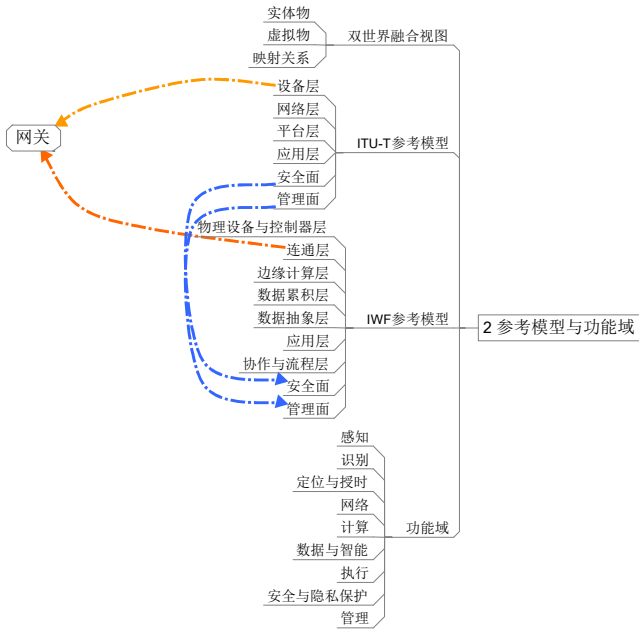 实体物
虚拟物
双世界融合视图
映射关系
设备层
网络层
网关
平台层
ITU-T参考模型
应用层
安全面
管理面
物理设备与控制器层
连通层
边缘计算层
数据累积层
数据抽象层
IWF参考模型
2 参考模型与功能域
应用层
协作与流程层
安全面
管理面
感知
识别
定位与授时
网络
计算
功能域
数据与智能
执行
安全与隐私保护
管理